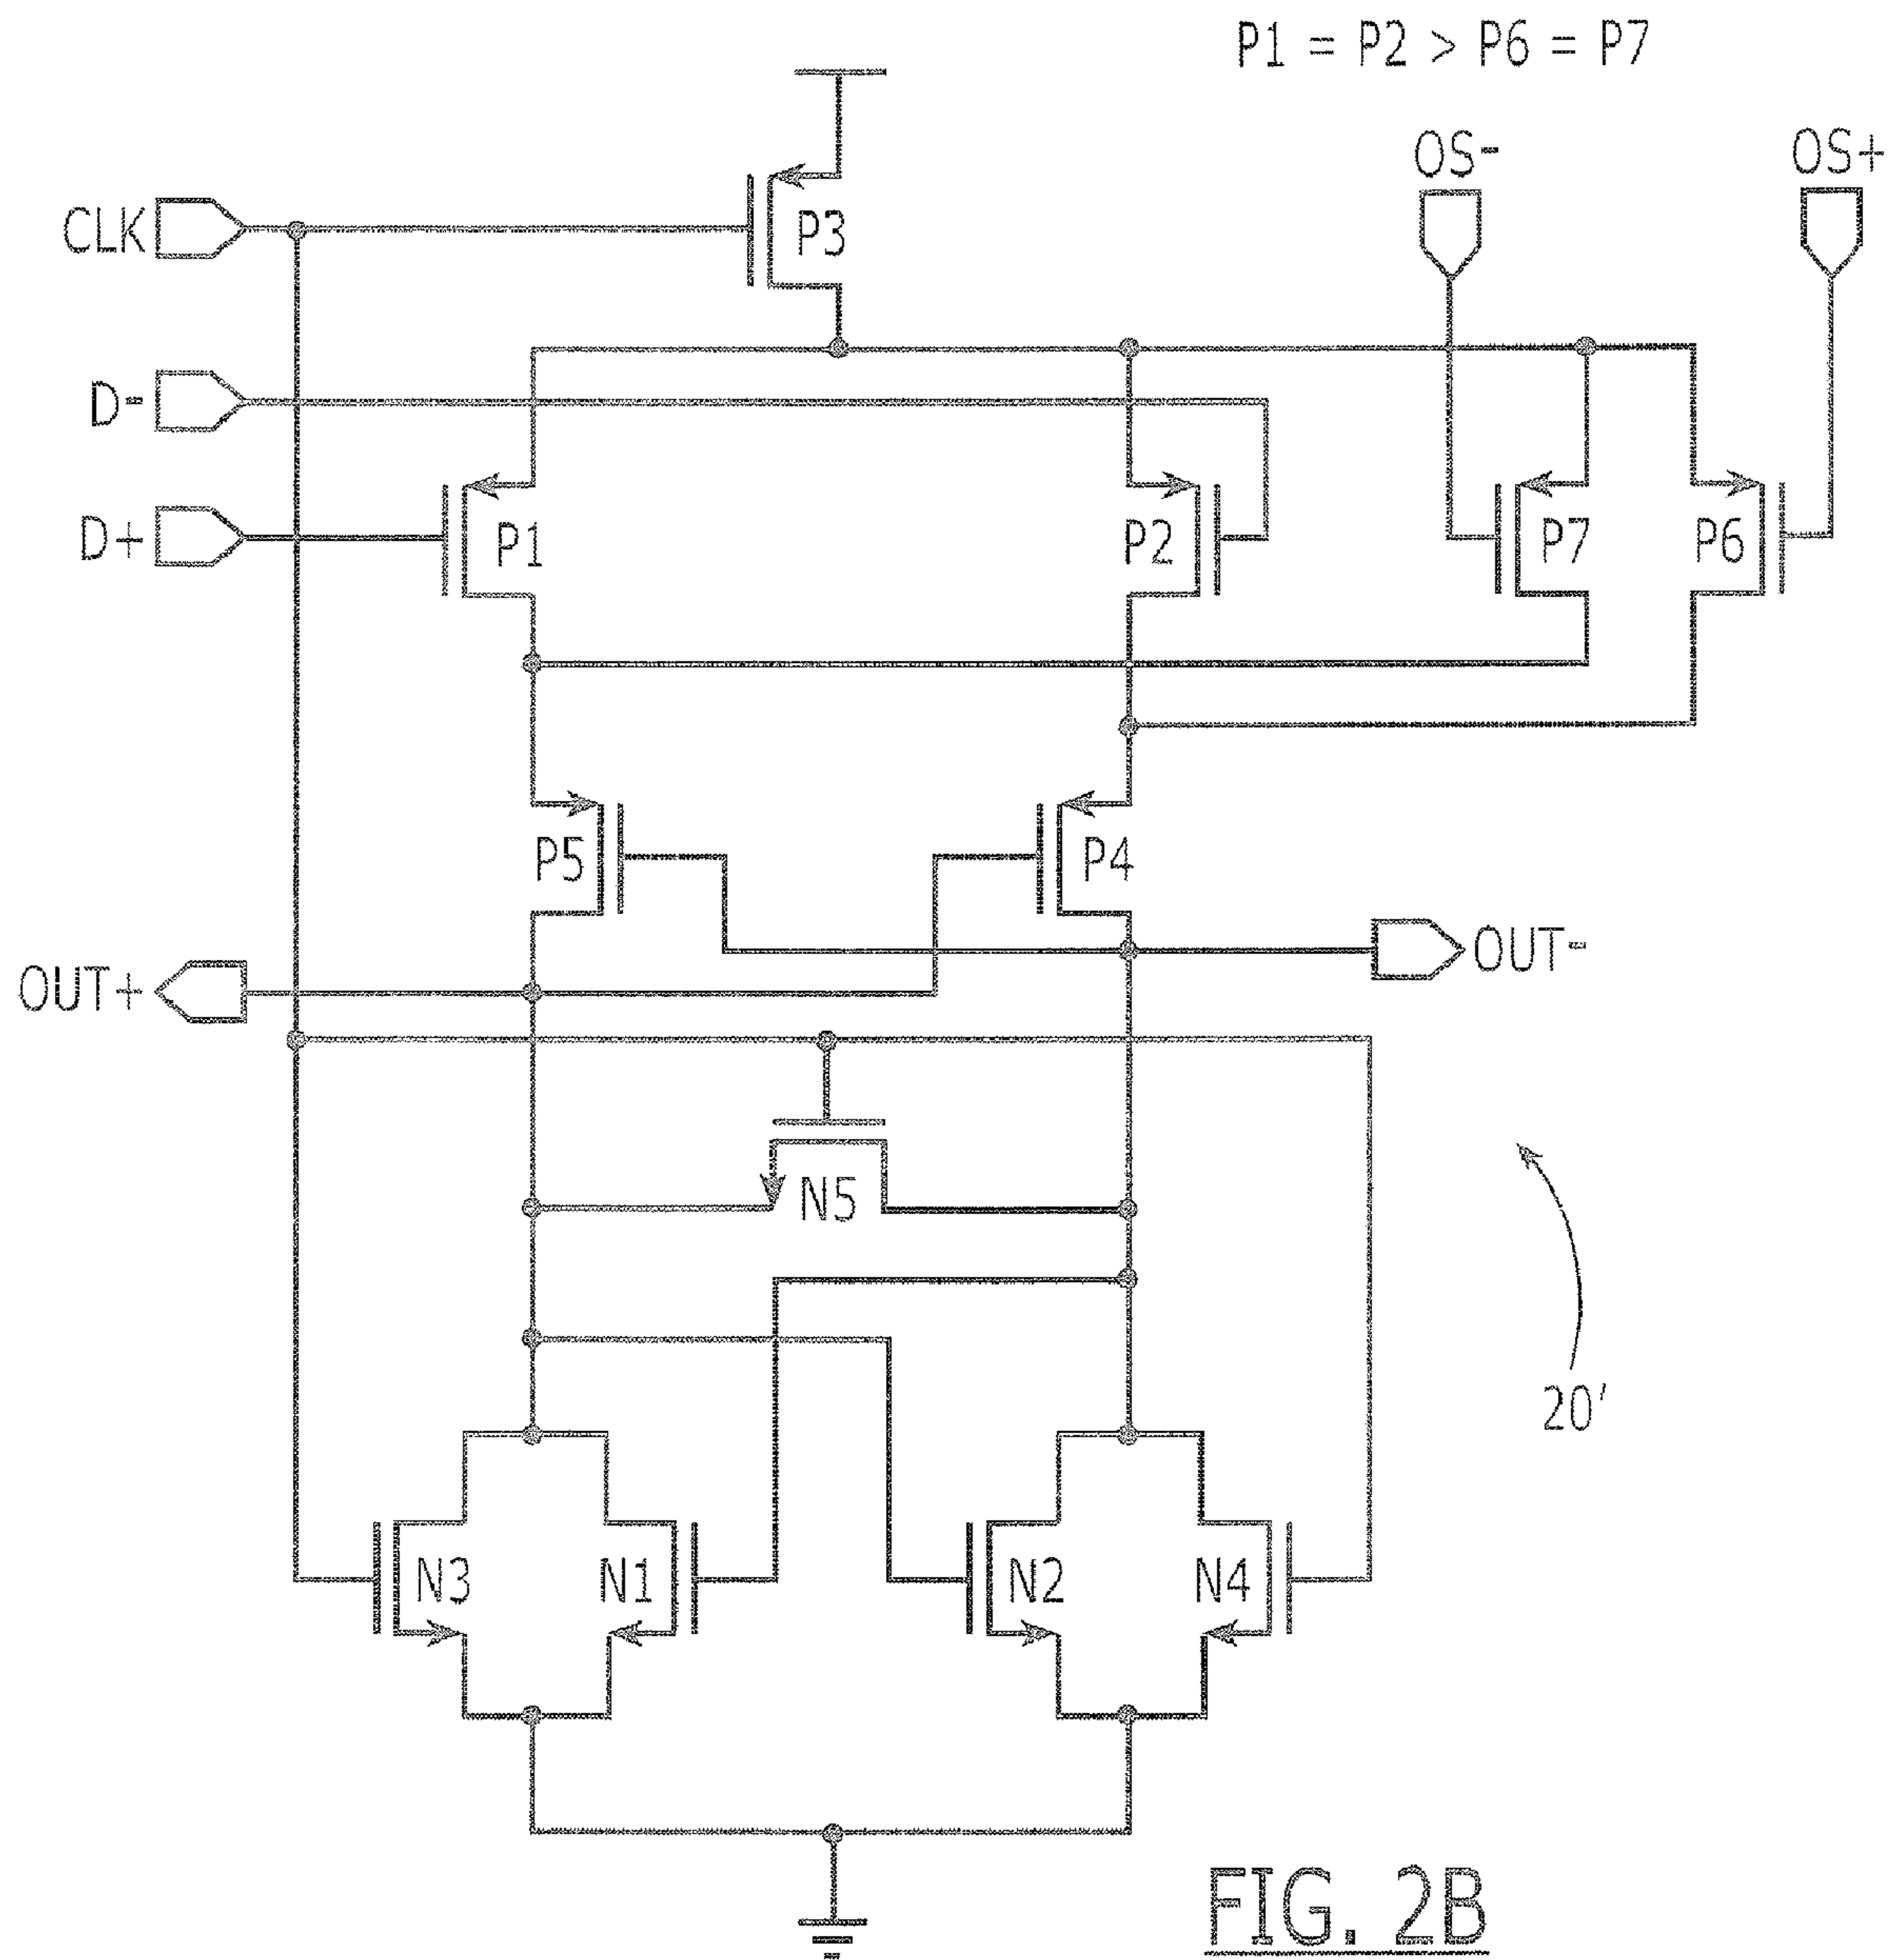 P1 = P2 > P6 = P7
OS-
OS+
CLK
P3
D-
D+
P1
P2
P7
P6
P5
P4
OUT+
OUT-
N5
20'
N3
N1
N2
N4
FIG. 2B